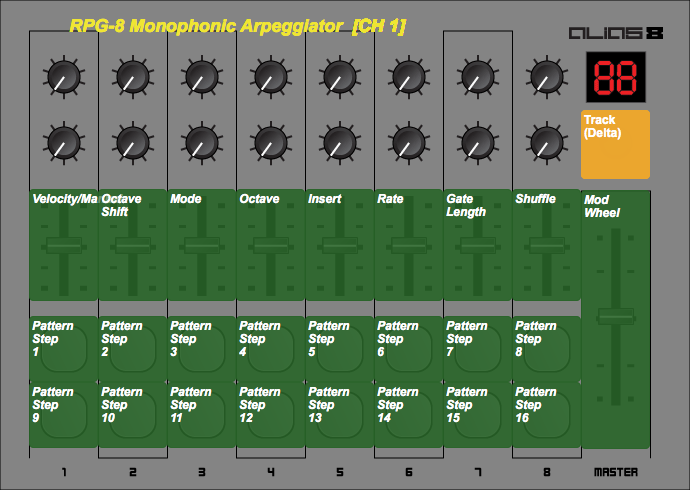 RPG-8 Monophonic Arpeggiator [CH 1]
ALIAS 8
88
Track
(Delta)
Velocity/Ma
Octave
Shift
Mode
Octave
Insert
Rate
Gate
Length
Shuffle
Mod
Wheel
Pattern
Step
1
Pattern
Step
2
Pattern
Step
3
Pattern
Step
4
Pattern
Step
5
Pattern
Step
6
Pattern
Step
7
Pattern
Step
8
Pattern
Step
9
Pattern
Step
10
Pattern
Step
11
Pattern
Step
12
Pattern
Step
13
Pattern
Step
14
Pattern
Step
15
Pattern
Step
16
1 2 3 4 5 6 7 8 MASTER